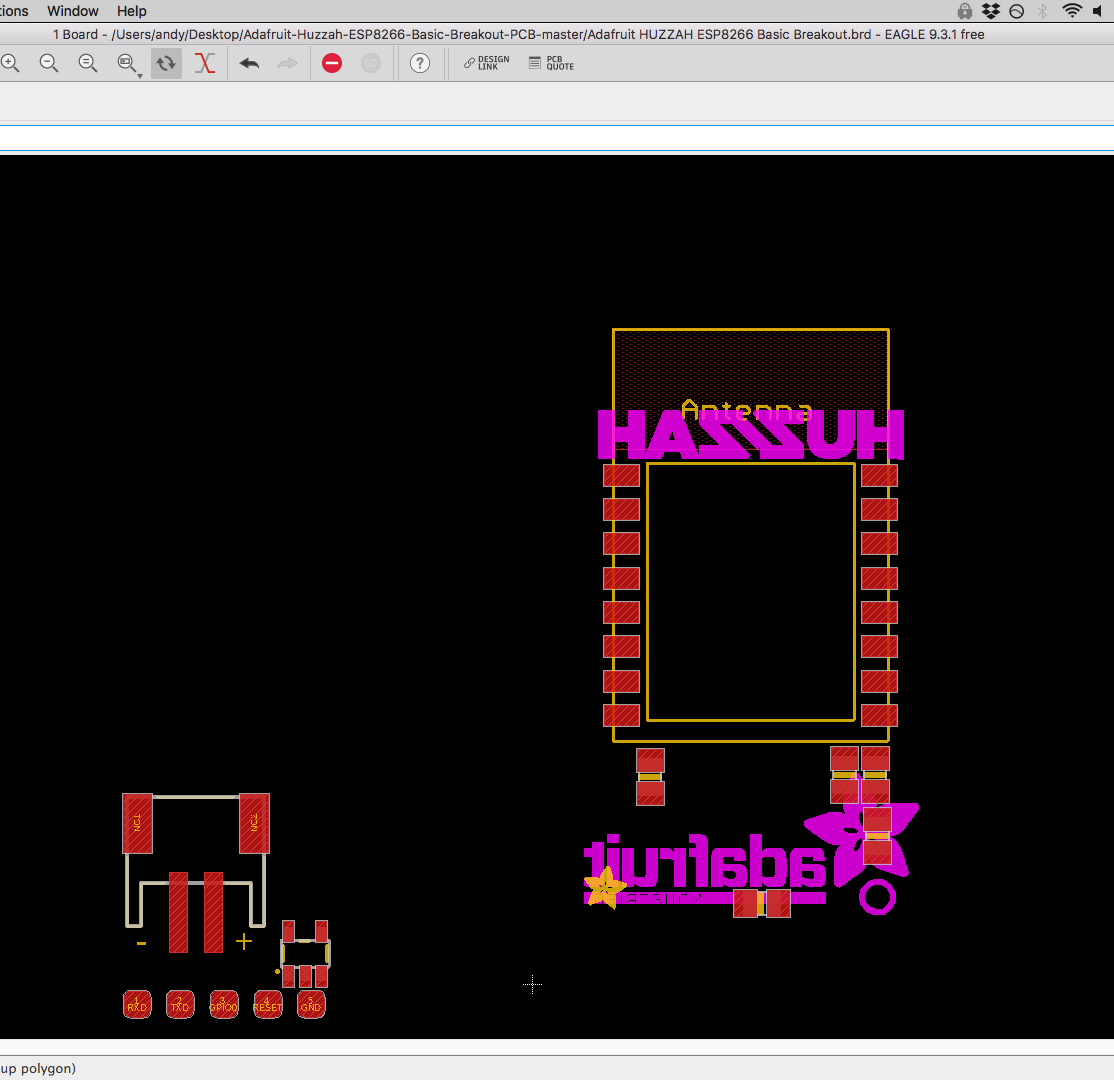 tions Window Help
1 Board - /Users/andy/Desktop/Adafruit-Huzzah-ESP8266-Basic-Breakout-PCB-master/Adafruit HUZZAH ESP8266 Basic Breakout.brd - EAGLE 9.3.1 free
DESIGN
LINK
PCB
QUOTE
Antenna
HUZZAH
adafruit
NC1
NC2
- +
1 2 3 4 5
RXD TXD GPIO0 RESET GND
up polygon)